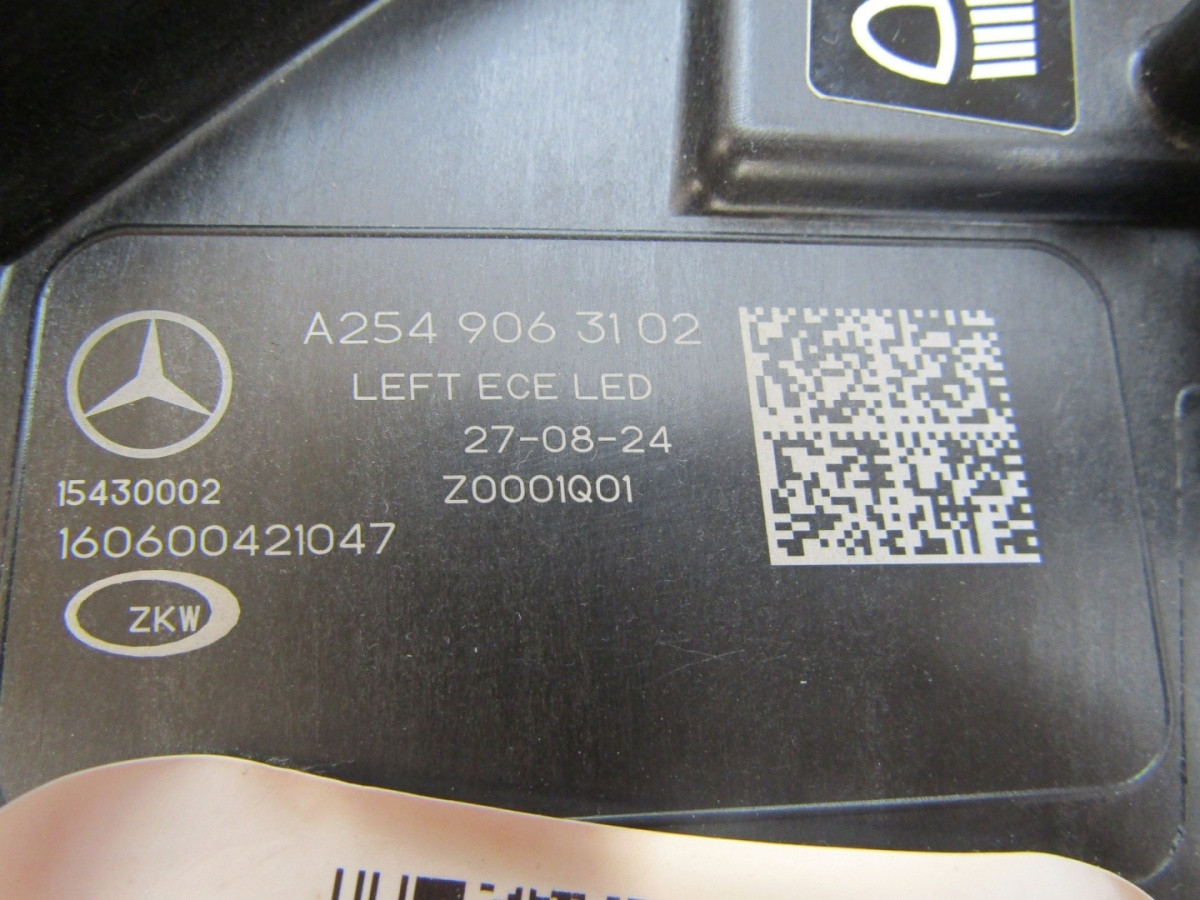 A254 906 31 02
LEFT ECE LED
27-08-24
15430002
Z0001Q01
160600421047
ZKW